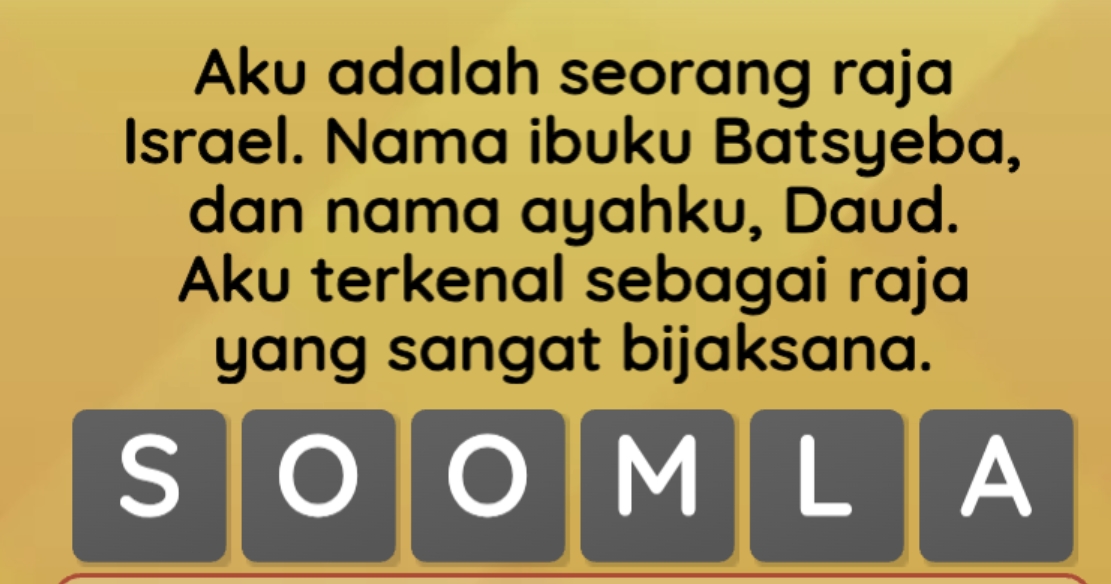 Aku adalah seorang raja
Israel. Nama ibuku Batsyeba,
dan nama ayahku, Daud.
Aku terkenal sebagai raja
yang sangat bijaksana.
S O O M L A